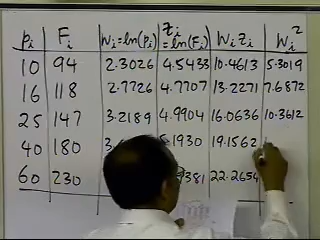 pi Fi wi=ln(pi) zi=ln(Fi) wizi wi²
10 94 2.3026 4.5433 10.4613 5.3019
16 118 2.7726 4.7707 13.2271 7.6872
25 147 3.2189 4.9904 16.0636 10.3612
40 180 5.1930 19.1562
60 230 22.2654